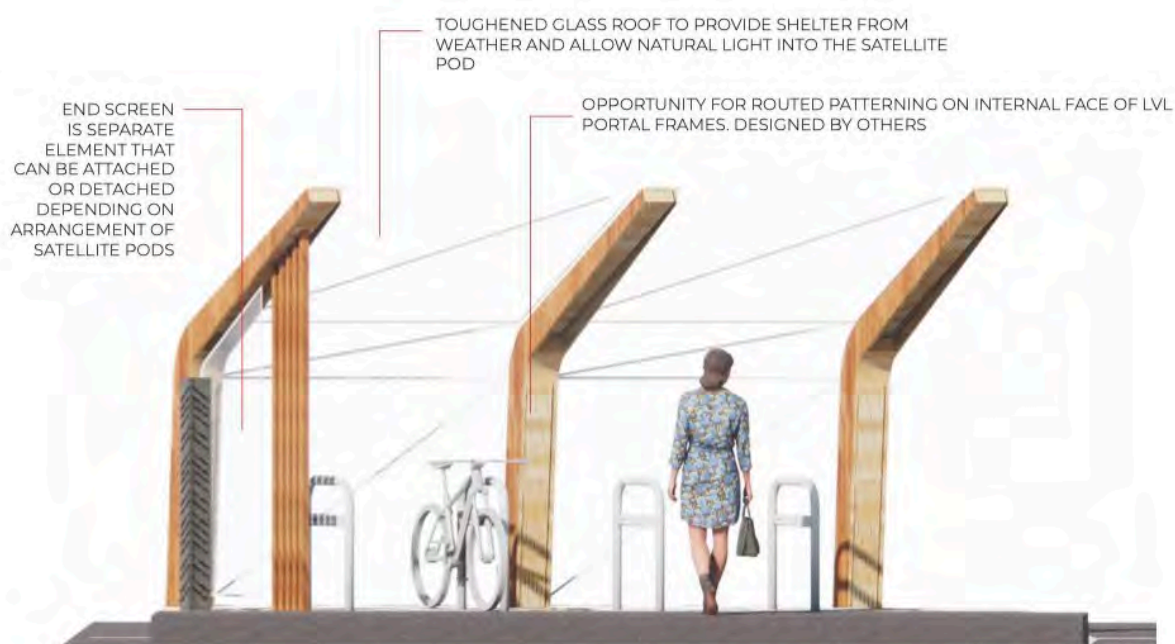 TOUGHENED GLASS ROOF TO PROVIDE SHELTER FROM
WEATHER AND ALLOW NATURAL LIGHT INTO THE SATELLITE
POD
END SCREEN
IS SEPARATE
ELEMENT THAT
CAN BE ATTACHED
OR DETACHED
DEPENDING ON
ARRANGEMENT OF
SATELLITE PODS
OPPORTUNITY FOR ROUTED PATTERNING ON INTERNAL FACE OF LVL
PORTAL FRAMES. DESIGNED BY OTHERS